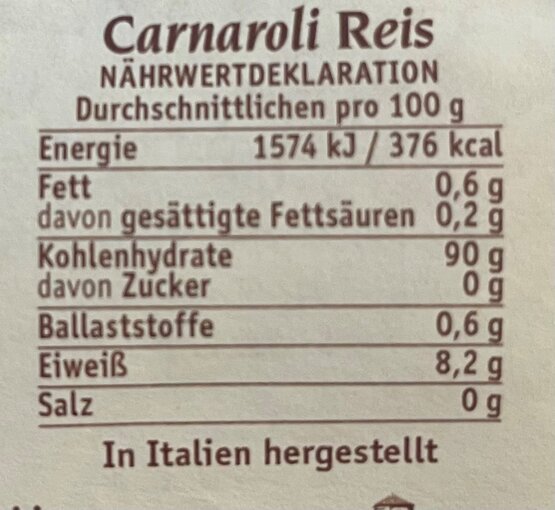 Carnaroli Reis
NÄHRWERTDEKLARATION
Durchschnittlichen pro 100 g
Energie 1574 kJ / 376 kcal
Fett 0,6 g
davon gesättigte Fettsäuren 0,2 g
Kohlenhydrate 90 g
davon Zucker 0 g
Ballaststoffe 0,6 g
Eiweiß 8,2 g
Salz 0 g
In Italien hergestellt